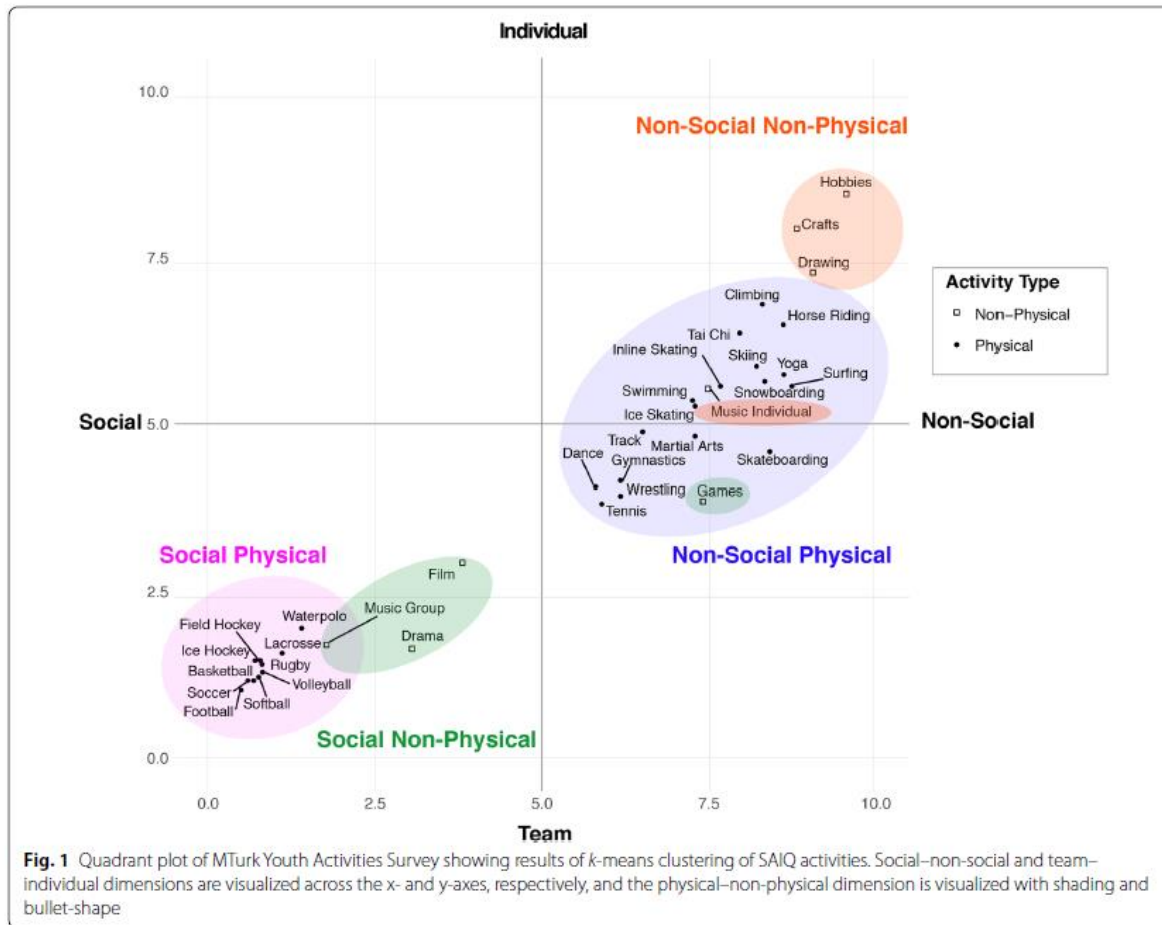 Individual
10.0
Non-Social Non-Physical
Hobbies
Crafts
Drawing
7.5
Activity Type
Non–Physical
Physical
Climbing
Horse Riding
Tai Chi
Inline Skating
Skiing
Yoga
Surfing
Swimming
Snowboarding
Music Individual
Ice Skating
Social
5.0
Non-Social
Track
Martial Arts
Dance
Gymnastics
Skateboarding
Wrestling
Games
Tennis
Social Physical
Non-Social Physical
Film
2.5
Music Group
Waterpolo
Field Hockey
Drama
Lacrosse
Ice Hockey
Rugby
Basketball
Volleyball
Soccer
Softball
Football
Social Non-Physical
0.0
0.0 2.5 5.0 7.5 10.0
Team
Fig. 1 Quadrant plot of MTurk Youth Activities Survey showing results of k-means clustering of SAIQ activities. Social–non-social and team–
individual dimensions are visualized across the x- and y-axes, respectively, and the physical–non-physical dimension is visualized with shading and
bullet-shape